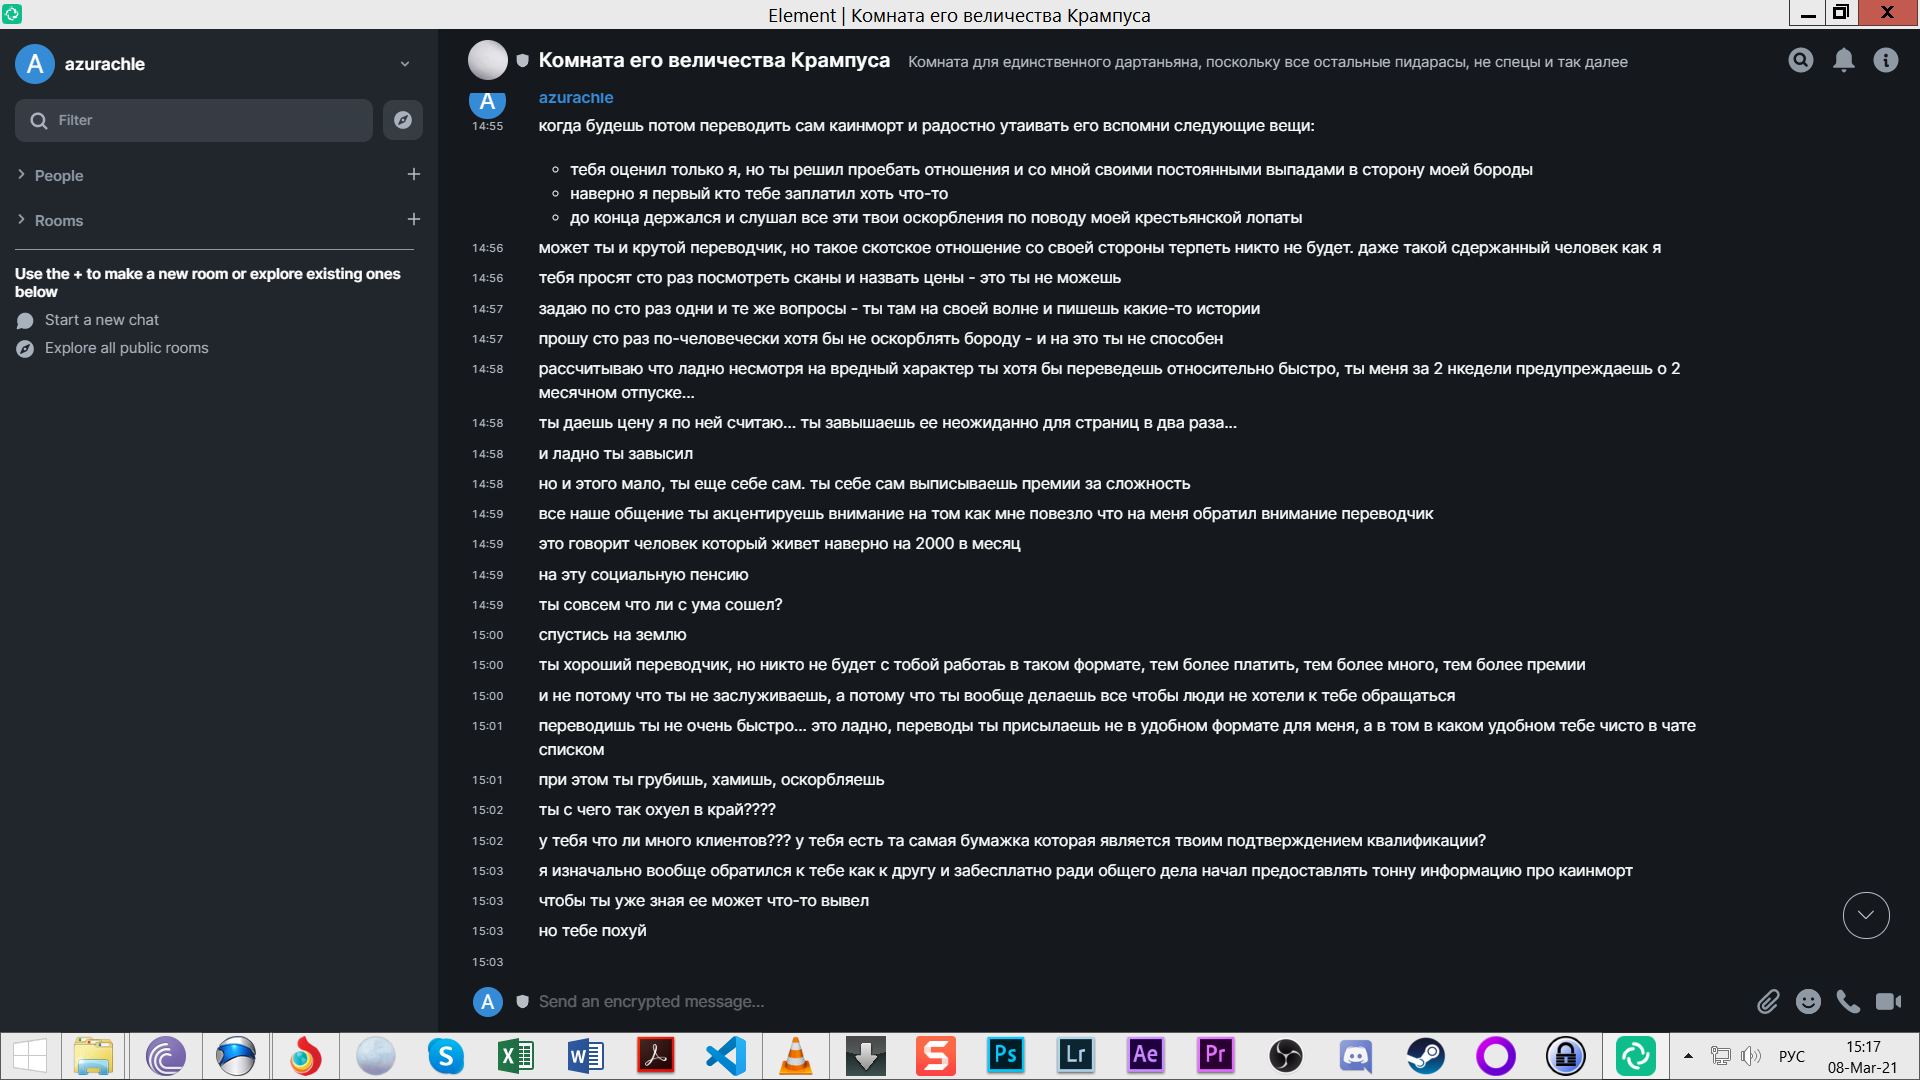 Element | Комната его величества Крампуса
A azurachle
Filter
People
Rooms
Use the + to make a new room or explore existing ones
below
Start a new chat
Explore all public rooms
Комната его величества Крампуса Комната для единственного дартаньяна, поскольку все остальные пидарасы, не спецы и так далее
A azurachle
14:55 когда будешь потом переводить сам каинморт и радостно утаивать его вспомни следующие вещи:
тебя оценил только я, но ты решил проебать отношения и со мной своими постоянными выпадами в сторону моей бороды
наверно я первый кто тебе заплатил хоть что-то
до конца держался и слушал все эти твои оскорбления по поводу моей крестьянской лопаты
14:56 может ты и крутой переводчик, но такое скотское отношение со своей стороны терпеть никто не будет. даже такой сдержанный человек как я
14:56 тебя просят сто раз посмотреть сканы и назвать цены - это ты не можешь
14:57 задаю по сто раз одни и те же вопросы - ты там на своей волне и пишешь какие-то истории
14:57 прошу сто раз по-человечески хотя бы не оскорблять бороду - и на это ты не способен
14:58 рассчитываю что ладно несмотря на вредный характер ты хотя бы переведешь относительно быстро, ты меня за 2 нкедели предупреждаешь о 2
месячном отпуске...
14:58 ты даешь цену я по ней считаю... ты завышаешь ее неожиданно для страниц в два раза...
14:58 и ладно ты завысил
14:58 но и этого мало, ты еще себе сам. ты себе сам выписываешь премии за сложность
14:59 все наше общение ты акцентируешь внимание на том как мне повезло что на меня обратил внимание переводчик
14:59 это говорит человек который живет наверно на 2000 в месяц
14:59 на эту социальную пенсию
14:59 ты совсем что ли с ума сошел?
15:00 спустись на землю
15:00 ты хороший переводчик, но никто не будет с тобой работаь в таком формате, тем более платить, тем более много, тем более премии
15:00 и не потому что ты не заслуживаешь, а потому что ты вообще делаешь все чтобы люди не хотели к тебе обращаться
15:01 переводишь ты не очень быстро... это ладно, переводы ты присылаешь не в удобном формате для меня, а в том в каком удобном тебе чисто в чате
списком
15:01 при этом ты грубишь, хамишь, оскорбляешь
15:02 ты с чего так охуел в край????
15:02 у тебя что ли много клиентов??? у тебя есть та самая бумажка которая является твоим подтверждением квалификации?
15:03 я изначально вообще обратился к тебе как к другу и забесплатно ради общего дела начал предоставлять тонну информацию про каинморт
15:03 чтобы ты уже зная ее может что-то вывел
15:03 но тебе похуй
15:03
A Send an encrypted message...
Ps Lr Ae Pr РУС 15:17
08-Mar-21